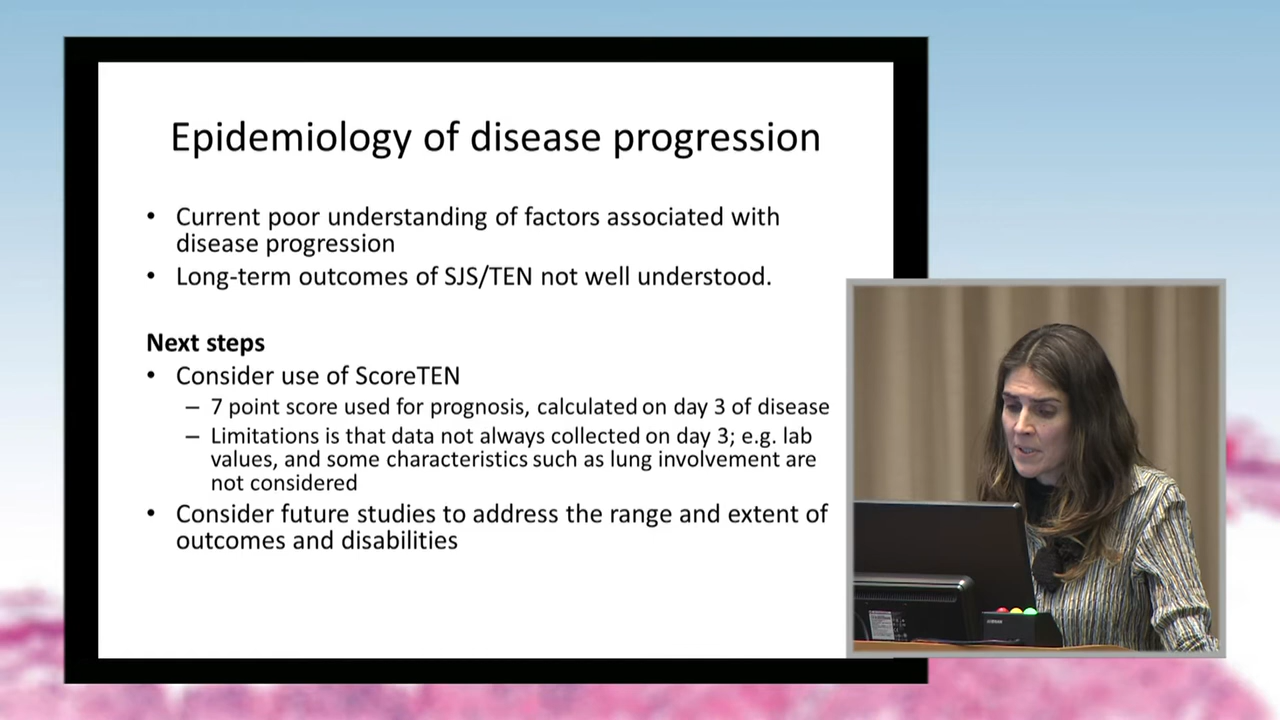 Epidemiology of disease progression
• Current poor understanding of factors associated with
disease progression
• Long-term outcomes of SJS/TEN not well understood.
Next steps
• Consider use of ScoreTEN
– 7 point score used for prognosis, calculated on day 3 of disease
– Limitations is that data not always collected on day 3; e.g. lab
values, and some characteristics such as lung involvement are
not considered
• Consider future studies to address the range and extent of
outcomes and disabilities